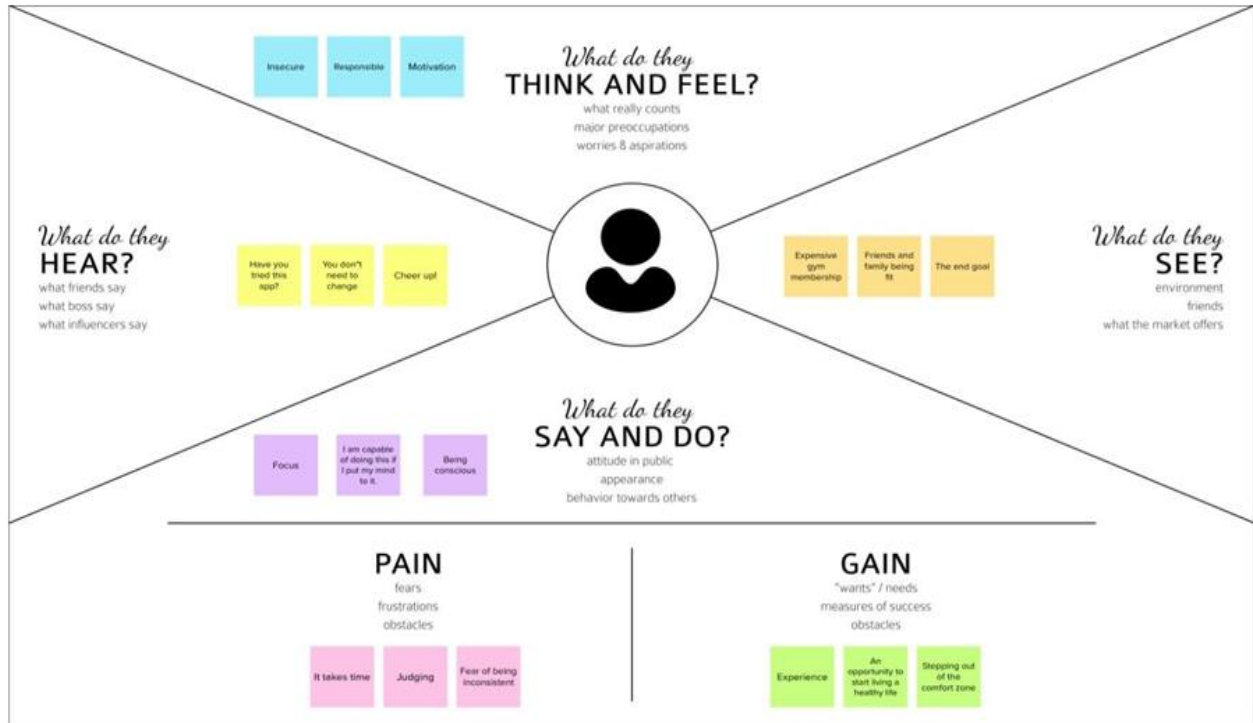 What do they
THINK AND FEEL?
what really counts
major preoccupations
worries & aspirations
Insecure
Responsible
Motivation
What do they
HEAR?
what friends say
what boss say
what influencers say
Have you
tried this
app?
You don"t
need to
change
Cheer up!
Expensive
gym
membership
Friends and
family being
fit
The end goal
What do they
SEE?
environment
friends
what the market offers
What do they
SAY AND DO?
attitude in public
appearance
behavior towards others
Focus
I am capable
of doing this if
I put my mind
to it.
Being
conscious
PAIN
fears
frustrations
obstacles
It takes time
Judging
Fear of being
inconsistent
GAIN
"wants" / needs
measures of success
obstacles
Experience
An
opportunity to
start living a
healthy life
Stepping out
of the
comfort zone